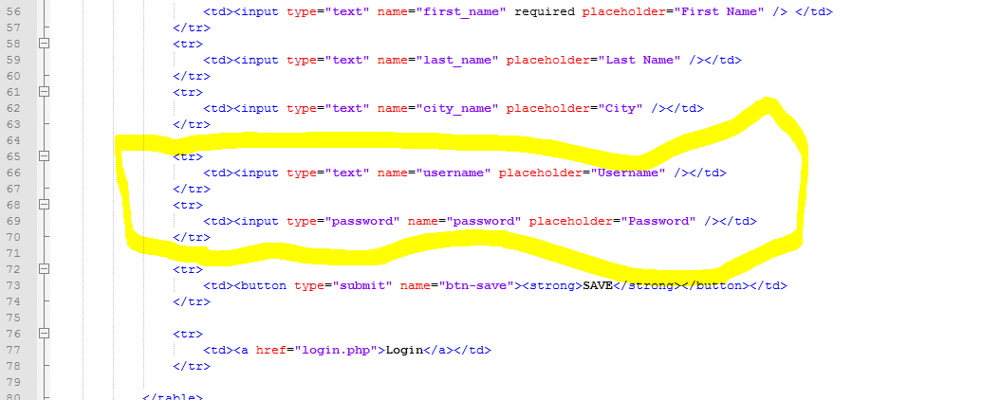 56 <td><input type="text" name="first_name" required placeholder="First Name" /> </td>
57 </tr>
58 <tr>
59 <td><input type="text" name="last_name" placeholder="Last Name" /></td>
60 </tr>
61 <tr>
62 <td><input type="text" name="city_name" placeholder="City" /></td>
63 </tr>
64
65 <tr>
66 <td><input type="text" name="username" placeholder="Username" /></td>
67 </tr>
68 <tr>
69 <td><input type="password" name="password" placeholder="Password" /></td>
70 </tr>
71
72 <tr>
73 <td><button type="submit" name="btn-save"><strong>SAVE</strong></button></td>
74 </tr>
75
76 <tr>
77 <td><a href="login.php">Login</a></td>
78 </tr>
79
80 </table>